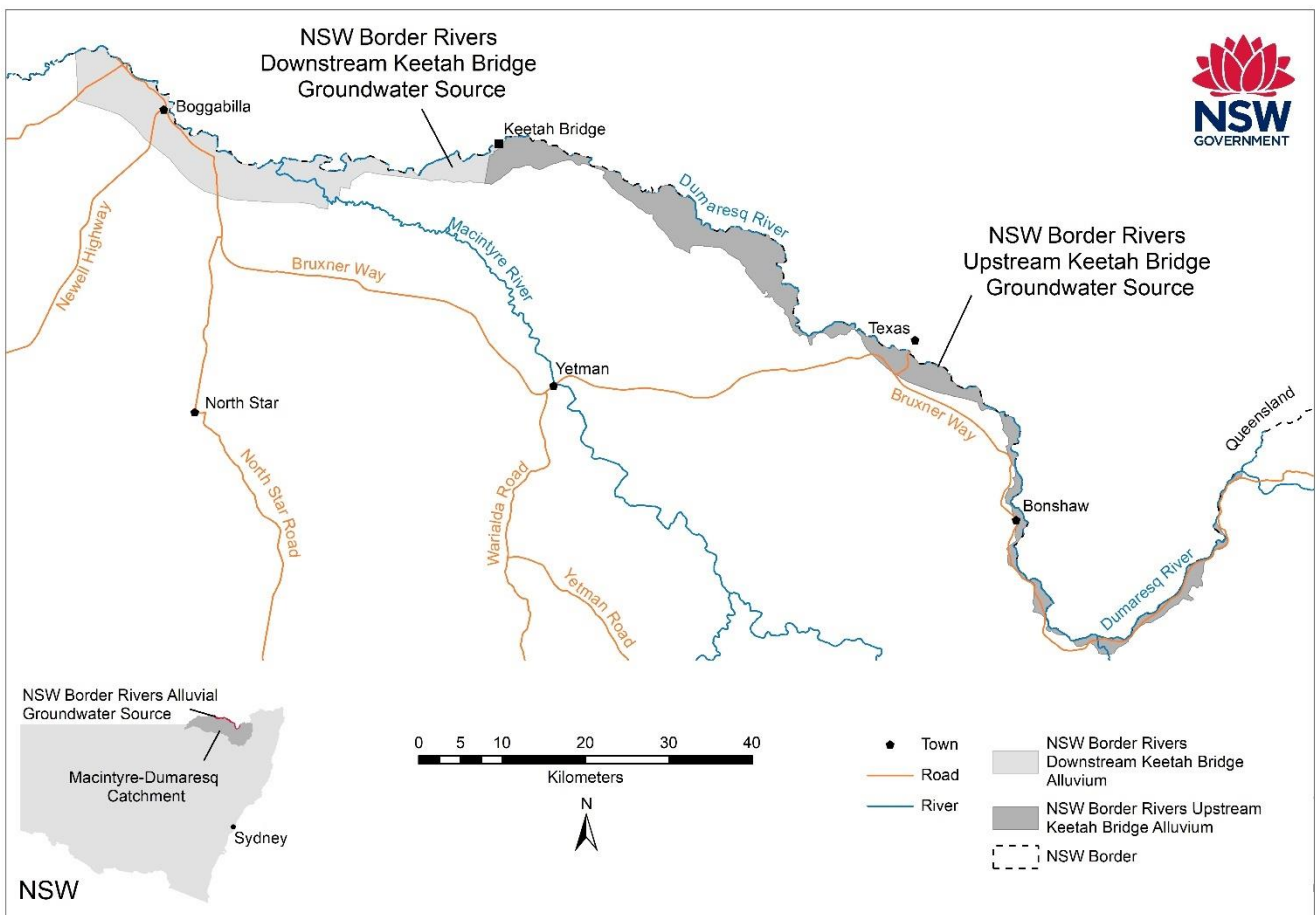 NSW Border Rivers
Downstream Keetah Bridge
Groundwater Source
NSW
GOVERNMENT
Boggabilla
Keetah Bridge
Dumaresq River
Newell Highway
Macintyre River
NSW Border Rivers
Upstream Keetah Bridge
Groundwater Source
Bruxner Way
Texas
Yetman
Bruxner Way
Queensland
North Star
North Star Road
Warialda Road
Bonshaw
Yetman Road
Dumaresq River
NSW Border Rivers Alluvial
Groundwater Source
Macintyre-Dumaresq
Catchment
Sydney
NSW
0 5 10 20 30 40
Kilometers
N
Town
Road
River
NSW Border Rivers
Downstream Keetah Bridge
Alluvium
NSW Border Rivers Upstream
Keetah Bridge Alluvium
NSW Border